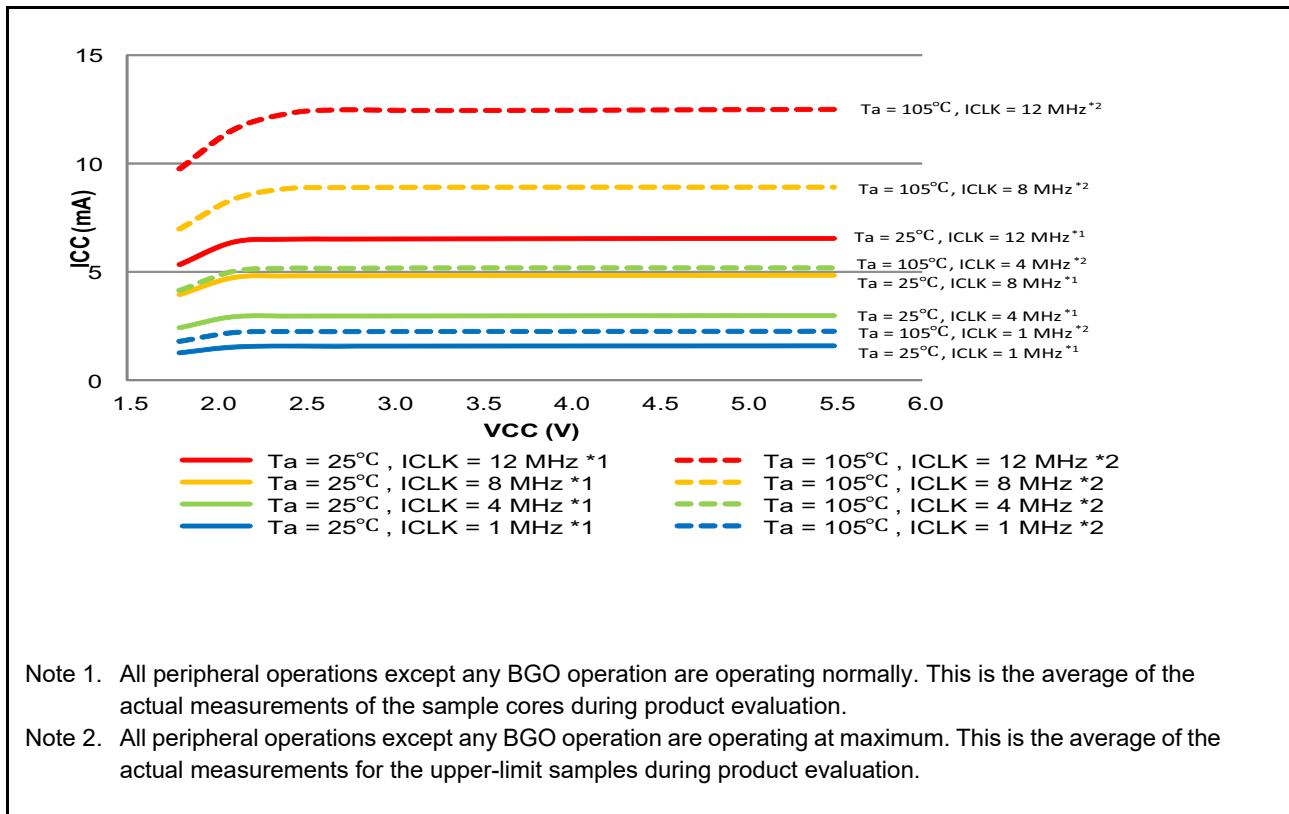 15
Ta = 105℃ , ICLK = 12 MHz *2
10
Ta = 105℃ , ICLK = 8 MHz *2
ICC (mA)
Ta = 25℃ , ICLK = 12 MHz *1
5
Ta = 105℃ , ICLK = 4 MHz *2
Ta = 25℃ , ICLK = 8 MHz *1
Ta = 25℃ , ICLK = 4 MHz *1
Ta = 105℃ , ICLK = 1 MHz *2
Ta = 25℃ , ICLK = 1 MHz *1
0
1.5 2.0 2.5 3.0 3.5 4.0 4.5 5.0 5.5 6.0
VCC (V)
Ta = 25℃ , ICLK = 12 MHz *1 Ta = 105℃ , ICLK = 12 MHz *2
Ta = 25℃ , ICLK = 8 MHz *1 Ta = 105℃ , ICLK = 8 MHz *2
Ta = 25℃ , ICLK = 4 MHz *1 Ta = 105℃ , ICLK = 4 MHz *2
Ta = 25℃ , ICLK = 1 MHz *1 Ta = 105℃ , ICLK = 1 MHz *2
Note 1. All peripheral operations except any BGO operation are operating normally. This is the average of the
actual measurements of the sample cores during product evaluation.
Note 2. All peripheral operations except any BGO operation are operating at maximum. This is the average of the
actual measurements for the upper-limit samples during product evaluation.